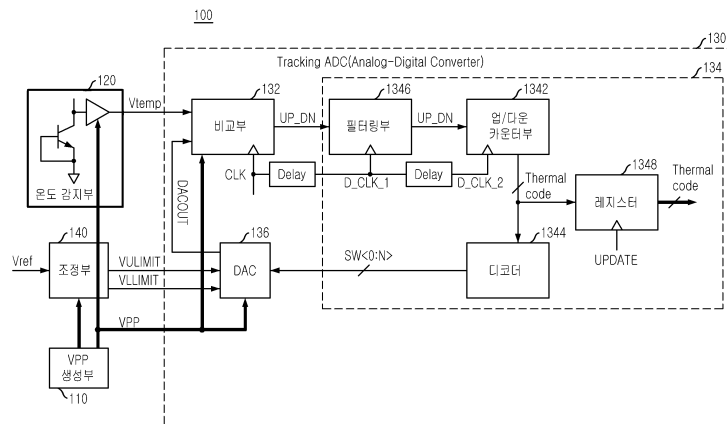 100
130
Tracking ADC(Analog-Digital Converter)
134
120
Vtemp
온도 감지부
132
비교부
UP_DN
1346
필터링부
UP_DN
1342
업/다운
카운터부
CLK
Delay
D_CLK_1
Delay
D_CLK_2
Thermal
code
1348
레지스터
Thermal
code
UPDATE
DACOUT
140
Vref
조정부
VULIMIT
VLLIMIT
136
DAC
SW<0:N>
1344
디코더
VPP
VPP
생성부
110